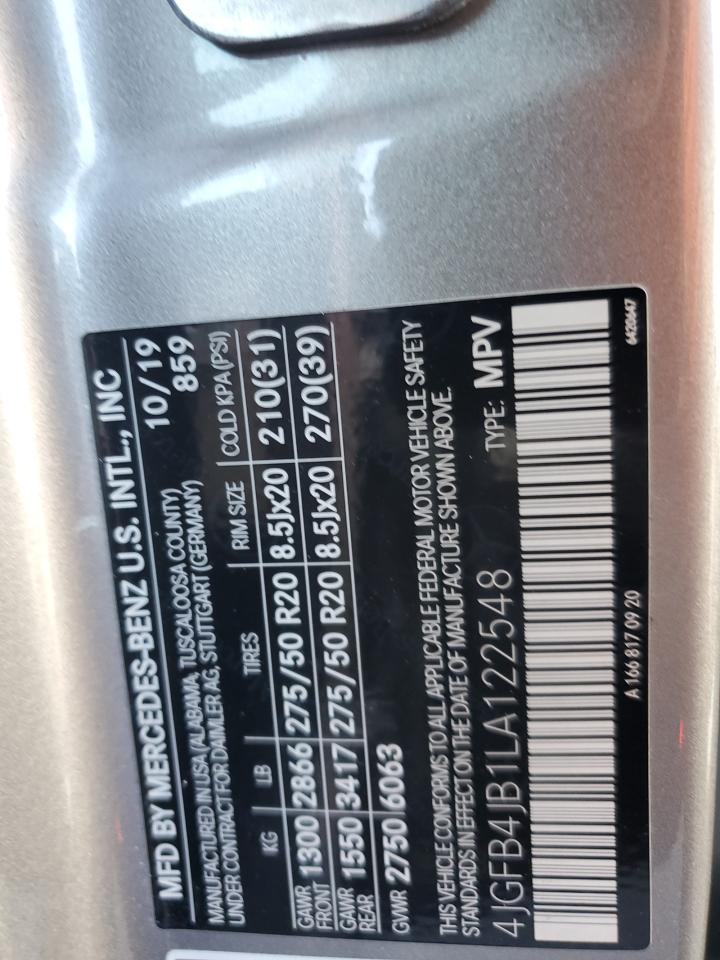 MFD BY MERCEDES-BENZ U.S. INTL., INC
10/19
MANUFACTURED IN USA (ALABAMA, TUSCALOOSA COUNTY) 859
UNDER CONTRACT FOR DAIMLER AG, STUTTGART (GERMANY)
KG LB TIRES RIM SIZE COLD KPA (PSI)
GAWR FRONT 1300 2866 275/50 R20 8.5Jx20 210(31)
GAWR REAR 1550 3417 275/50 R20 8.5Jx20 270(39)
GVWR 2750 6063
THIS VEHICLE CONFORMS TO ALL APPLICABLE FEDERAL MOTOR VEHICLE SAFETY
STANDARDS IN EFFECT ON THE DATE OF MANUFACTURE SHOWN ABOVE.
4JGFB4JB1LA122548 TYPE: MPV
A 166 817 09 20 6420647